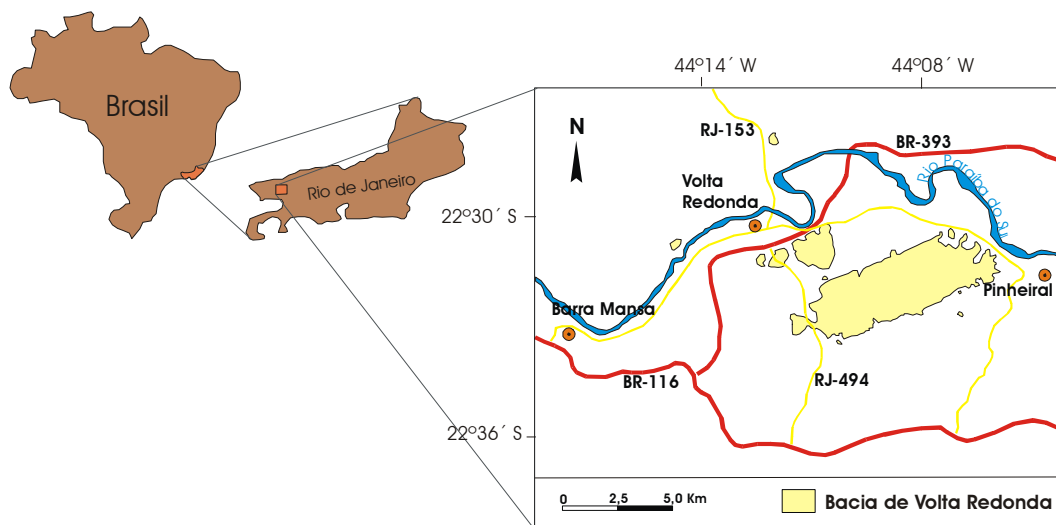 Brasil
Rio de Janeiro
44º14´ W
44º08´ W
22º30´ S
22º36´ S
N
RJ-153
BR-393
Rio Paraíba do Sul
Volta
Redonda
Pinheiral
Barra Mansa
BR-116
RJ-494
0 2,5 5,0 Km
Bacia de Volta Redonda